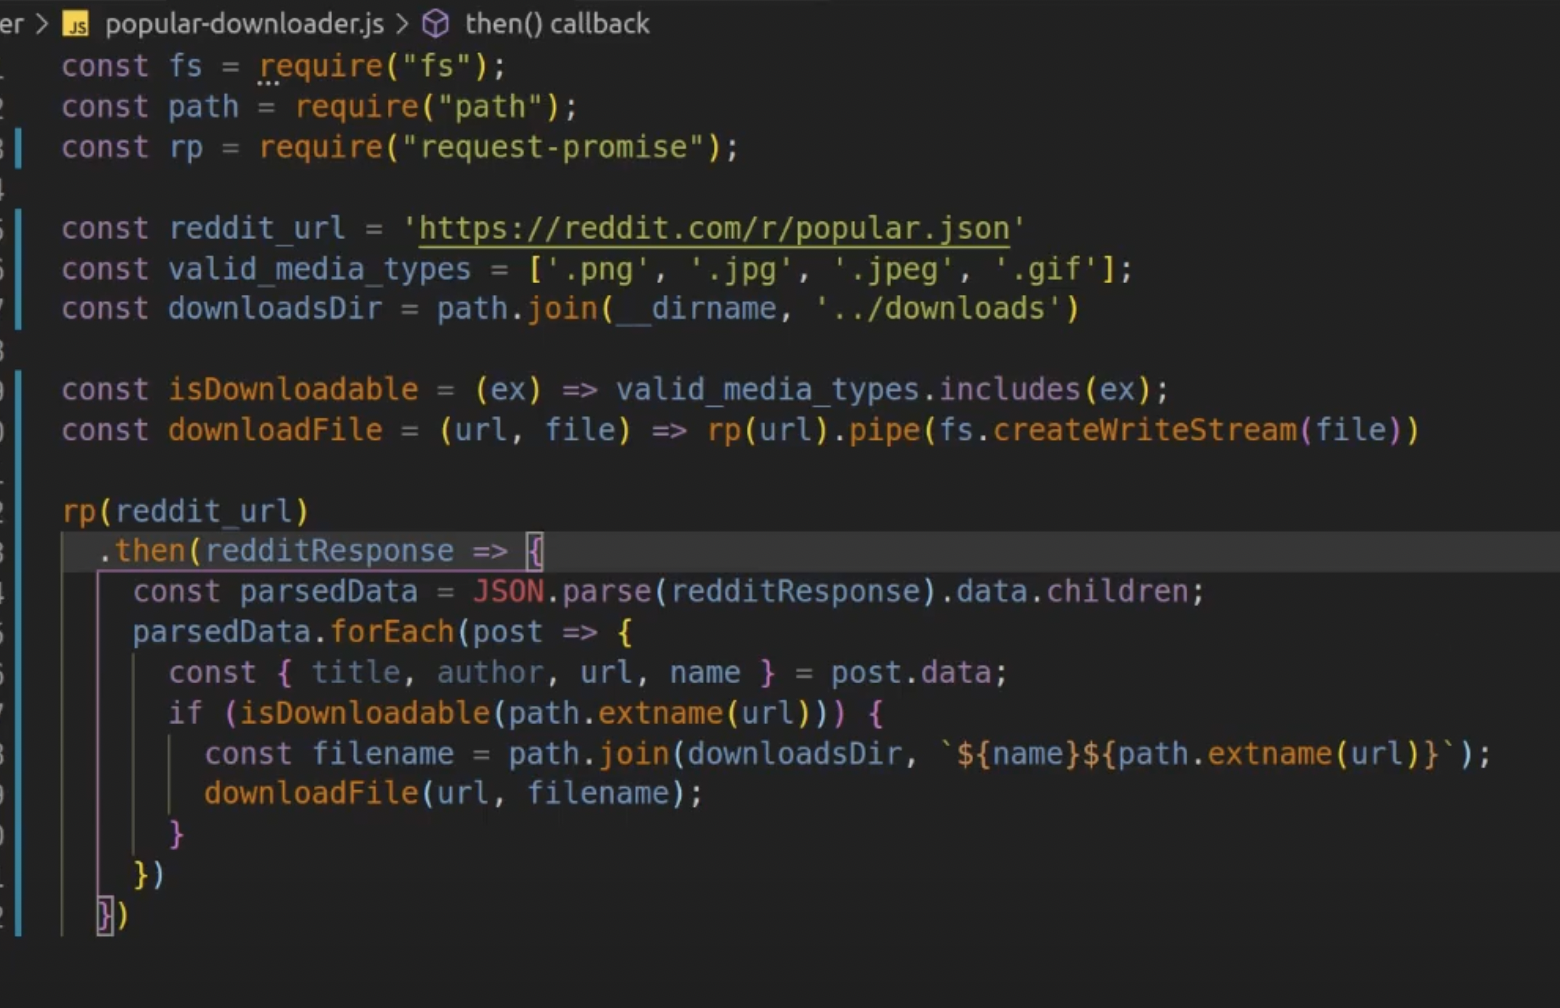 er > JS popular-downloader.js > then() callback
const fs = require("fs");
const path = require("path");
const rp = require("request-promise");
const reddit_url = 'https://reddit.com/r/popular.json'
const valid_media_types = ['.png', '.jpg', '.jpeg', '.gif'];
const downloadsDir = path.join(__dirname, '../downloads')
const isDownloadable = (ex) => valid_media_types.includes(ex);
const downloadFile = (url, file) => rp(url).pipe(fs.createWriteStream(file))
rp(reddit_url)
.then(redditResponse => {
const parsedData = JSON.parse(redditResponse).data.children;
parsedData.forEach(post => {
const { title, author, url, name } = post.data;
if (isDownloadable(path.extname(url))) {
const filename = path.join(downloadsDir, `${name}${path.extname(url)}`);
downloadFile(url, filename);
}
})
})